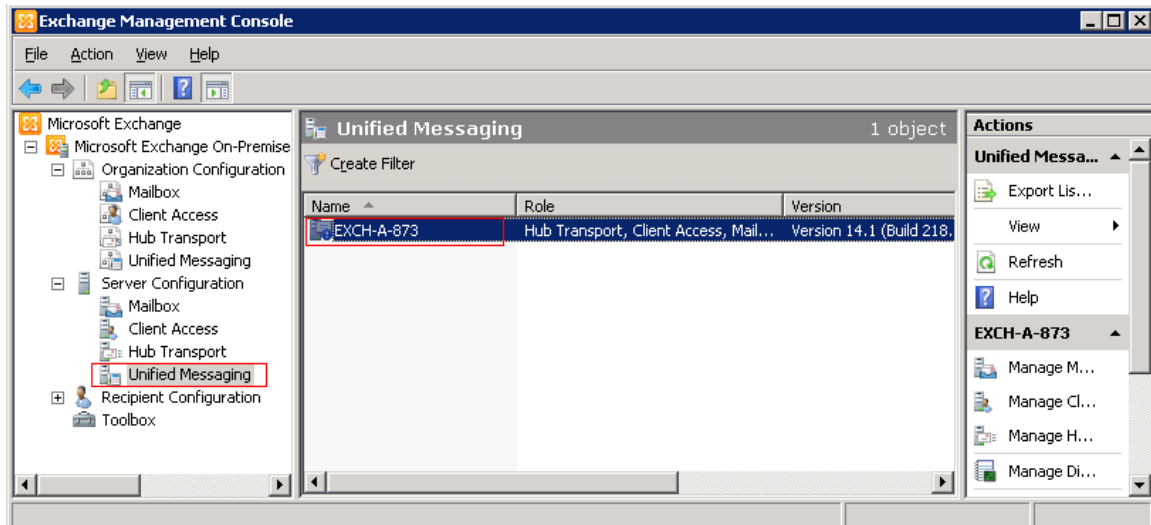 Exchange Management Console
File Action View Help
Microsoft Exchange
Microsoft Exchange On-Premise
Organization Configuration
Mailbox
Client Access
Hub Transport
Unified Messaging
Server Configuration
Mailbox
Client Access
Hub Transport
Unified Messaging
Recipient Configuration
Toolbox
Unified Messaging 1 object
Create Filter
Name Role Version
EXCH-A-873 Hub Transport, Client Access, Mail... Version 14.1 (Build 218.
Actions
Unified Messa...
Export Lis...
View
Refresh
Help
EXCH-A-873
Manage M...
Manage Cl...
Manage H...
Manage Di...